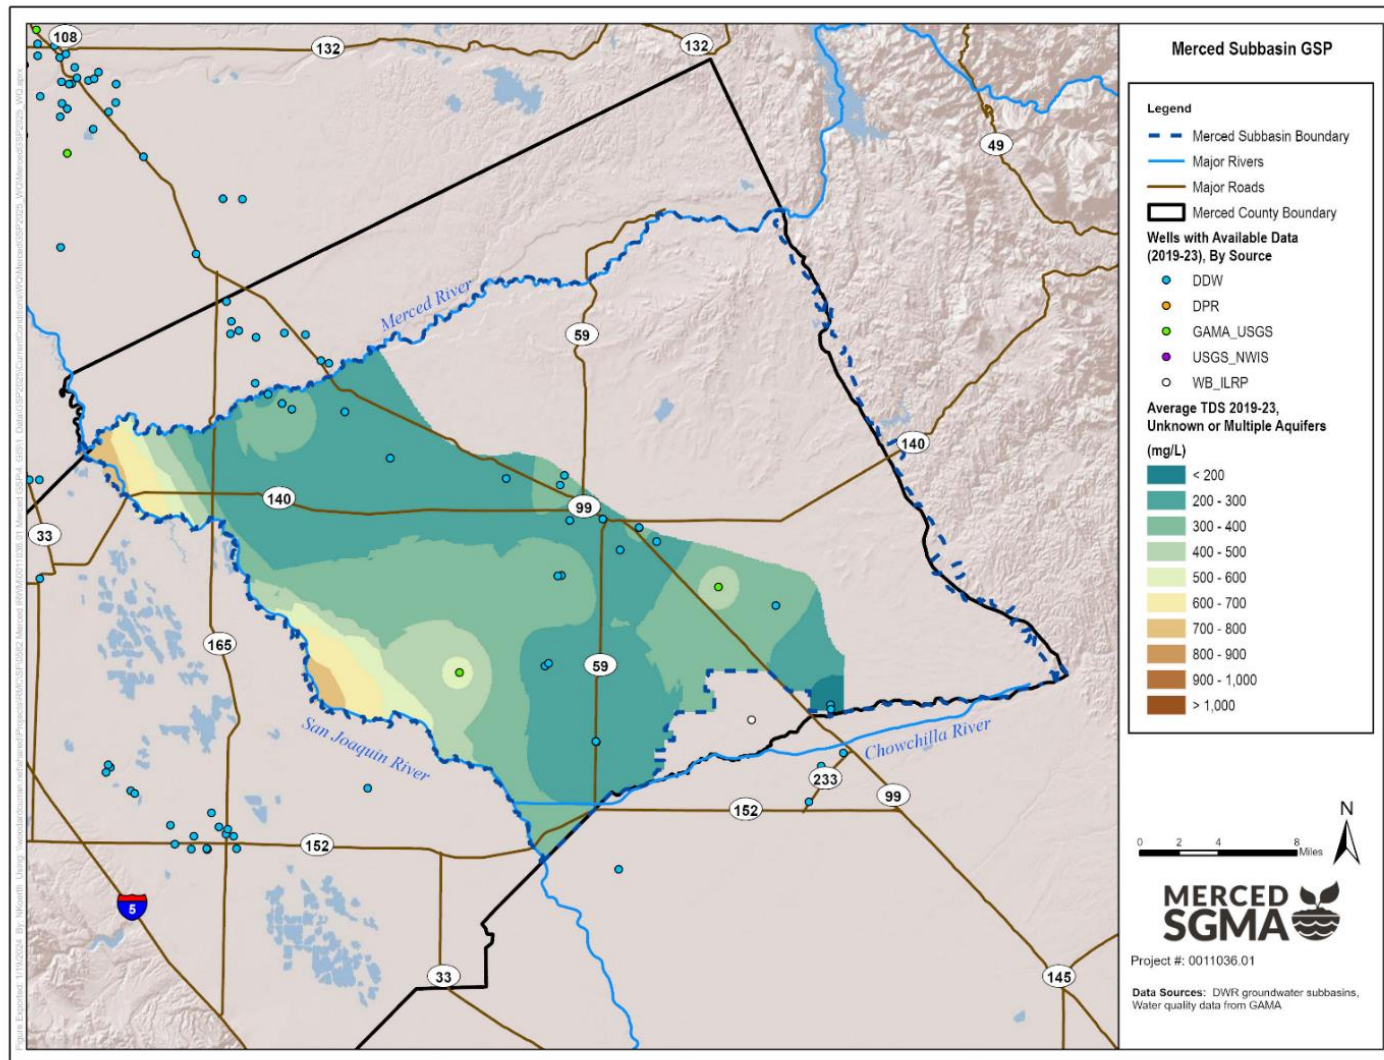 Merced Subbasin GSP
Legend
Merced Subbasin Boundary
Major Rivers
Major Roads
Merced County Boundary
Wells with Available Data
(2019-23), By Source
DDW
DPR
GAMA_USGS
USGS_NWIS
WB_ILRP
Average TDS 2019-23,
Unknown or Multiple Aquifers
(mg/L)
< 200
200 - 300
300 - 400
400 - 500
500 - 600
600 - 700
700 - 800
800 - 900
900 - 1,000
> 1,000
N
0 2 4 8
Miles
MERCED
SGMA
Project #: 0011036.01
Data Sources: DWR groundwater subbasins,
Water quality data from GAMA
108
132
132
49
Merced River
59
140
140
99
33
165
59
San Joaquin River
Chowchilla River
233
99
152
152
5
33
145